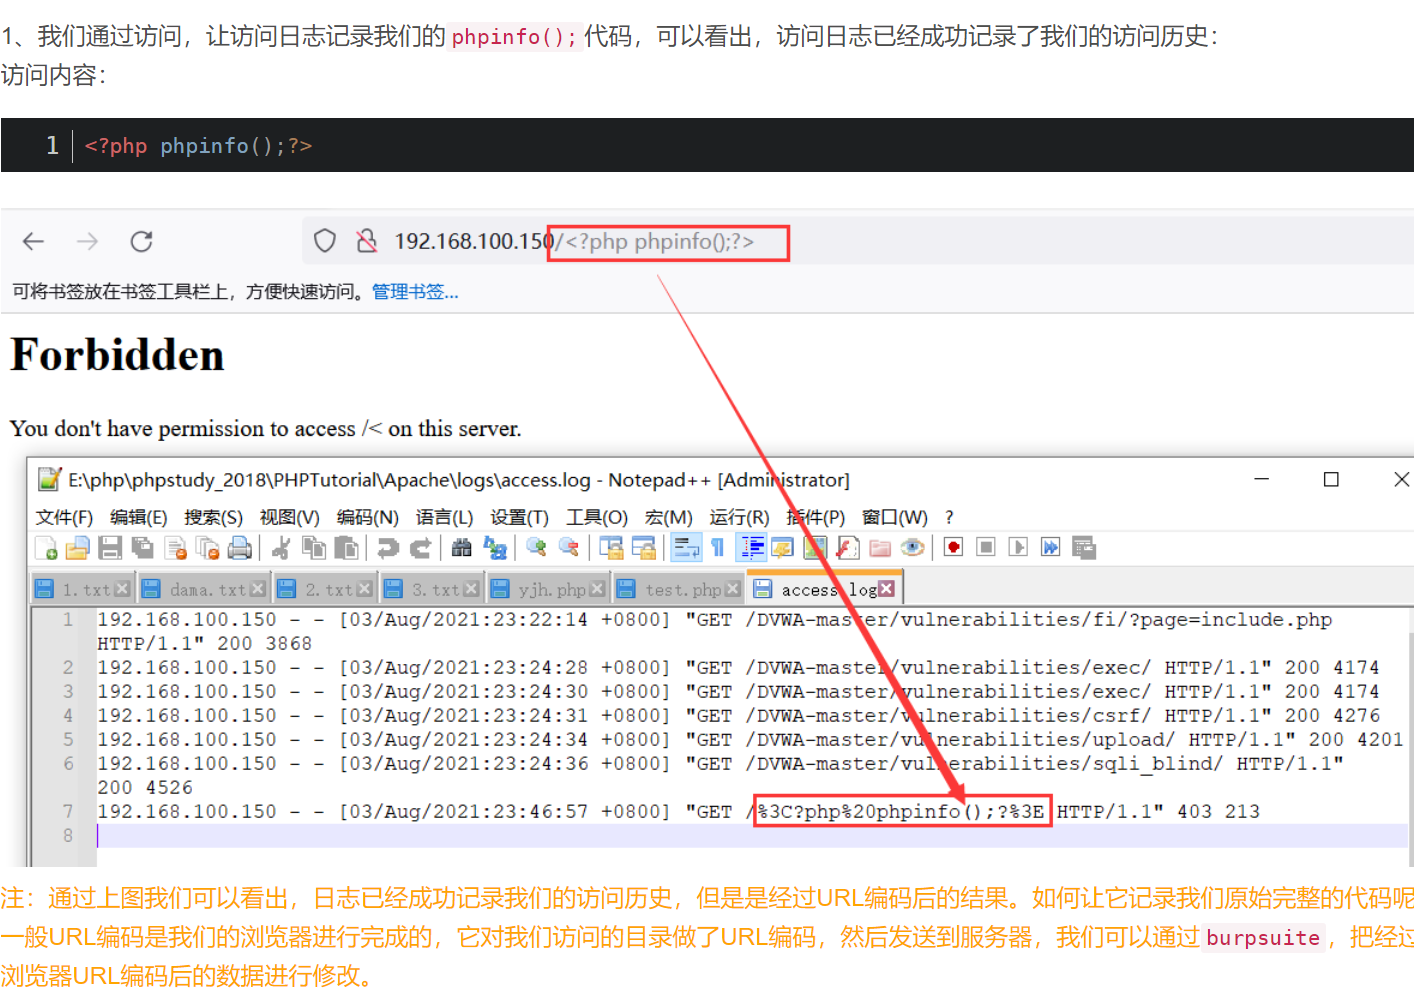 1、我们通过访问，让访问日志记录我们的phpinfo();代码，可以看出，访问日志已经成功记录了我们的访问历史：
访问内容：
1 <?php phpinfo();?>
192.168.100.150/<?php phpinfo();?>
可将书签放在书签工具栏上，方便快速访问。管理书签...
Forbidden
You don't have permission to access /< on this server.
E:\php\phpstudy_2018\PHPTutorial\Apache\logs\access.log - Notepad++ [Administrator]
文件(F) 编辑(E) 搜索(S) 视图(V) 编码(N) 语言(L) 设置(T) 工具(O) 宏(M) 运行(R) 插件(P) 窗口(W) ?
1.txt dama.txt 2.txt 3.txt yjh.php test.php access.log
1 192.168.100.150 - - [03/Aug/2021:23:22:14 +0800] "GET /DVWA-master/vulnerabilities/fi/?page=include.php
HTTP/1.1" 200 3868
2 192.168.100.150 - - [03/Aug/2021:23:24:28 +0800] "GET /DVWA-master/vulnerabilities/exec/ HTTP/1.1" 200 4174
3 192.168.100.150 - - [03/Aug/2021:23:24:30 +0800] "GET /DVWA-master/vulnerabilities/exec/ HTTP/1.1" 200 4174
4 192.168.100.150 - - [03/Aug/2021:23:24:31 +0800] "GET /DVWA-master/vulnerabilities/csrf/ HTTP/1.1" 200 4276
5 192.168.100.150 - - [03/Aug/2021:23:24:34 +0800] "GET /DVWA-master/vulnerabilities/upload/ HTTP/1.1" 200 4201
6 192.168.100.150 - - [03/Aug/2021:23:24:36 +0800] "GET /DVWA-master/vulnerabilities/sqli_blind/ HTTP/1.1"
200 4526
7 192.168.100.150 - - [03/Aug/2021:23:46:57 +0800] "GET /%3C?php%20phpinfo();?%3E HTTP/1.1" 403 213
8
注：通过上图我们可以看出，日志已经成功记录我们的访问历史，但是是经过URL编码后的结果。如何让它记录我们原始完整的代码呢
一般URL编码是我们的浏览器进行完成的，它对我们访问的目录做了URL编码，然后发送到服务器，我们可以通过burpsuite，把经过
浏览器URL编码后的数据进行修改。